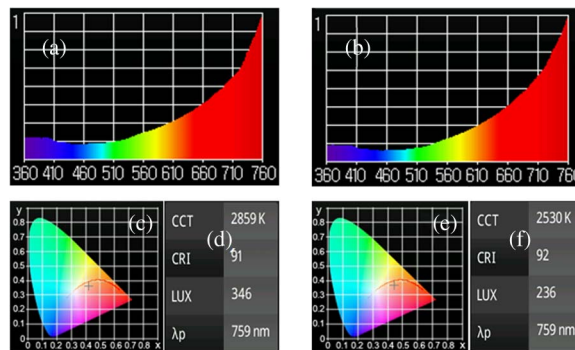 1
(a)
360 410 460 510 560 610 660 710 760
1
(b)
360 410 460 510 560 610 660 710 760
y
0.8
0.7
0.6
0.5
0.4
0.3
0.2
0.1
0
0 0.1 0.2 0.3 0.4 0.5 0.6 0.7 0.8 x
(c)
(d)
CCT 2859 K
CRI 91
LUX 346
λp 759 nm
y
0.8
0.7
0.6
0.5
0.4
0.3
0.2
0.1
0
0 0.1 0.2 0.3 0.4 0.5 0.6 0.7 0.8 x
(e)
(f)
CCT 2530 K
CRI 92
LUX 236
λp 759 nm